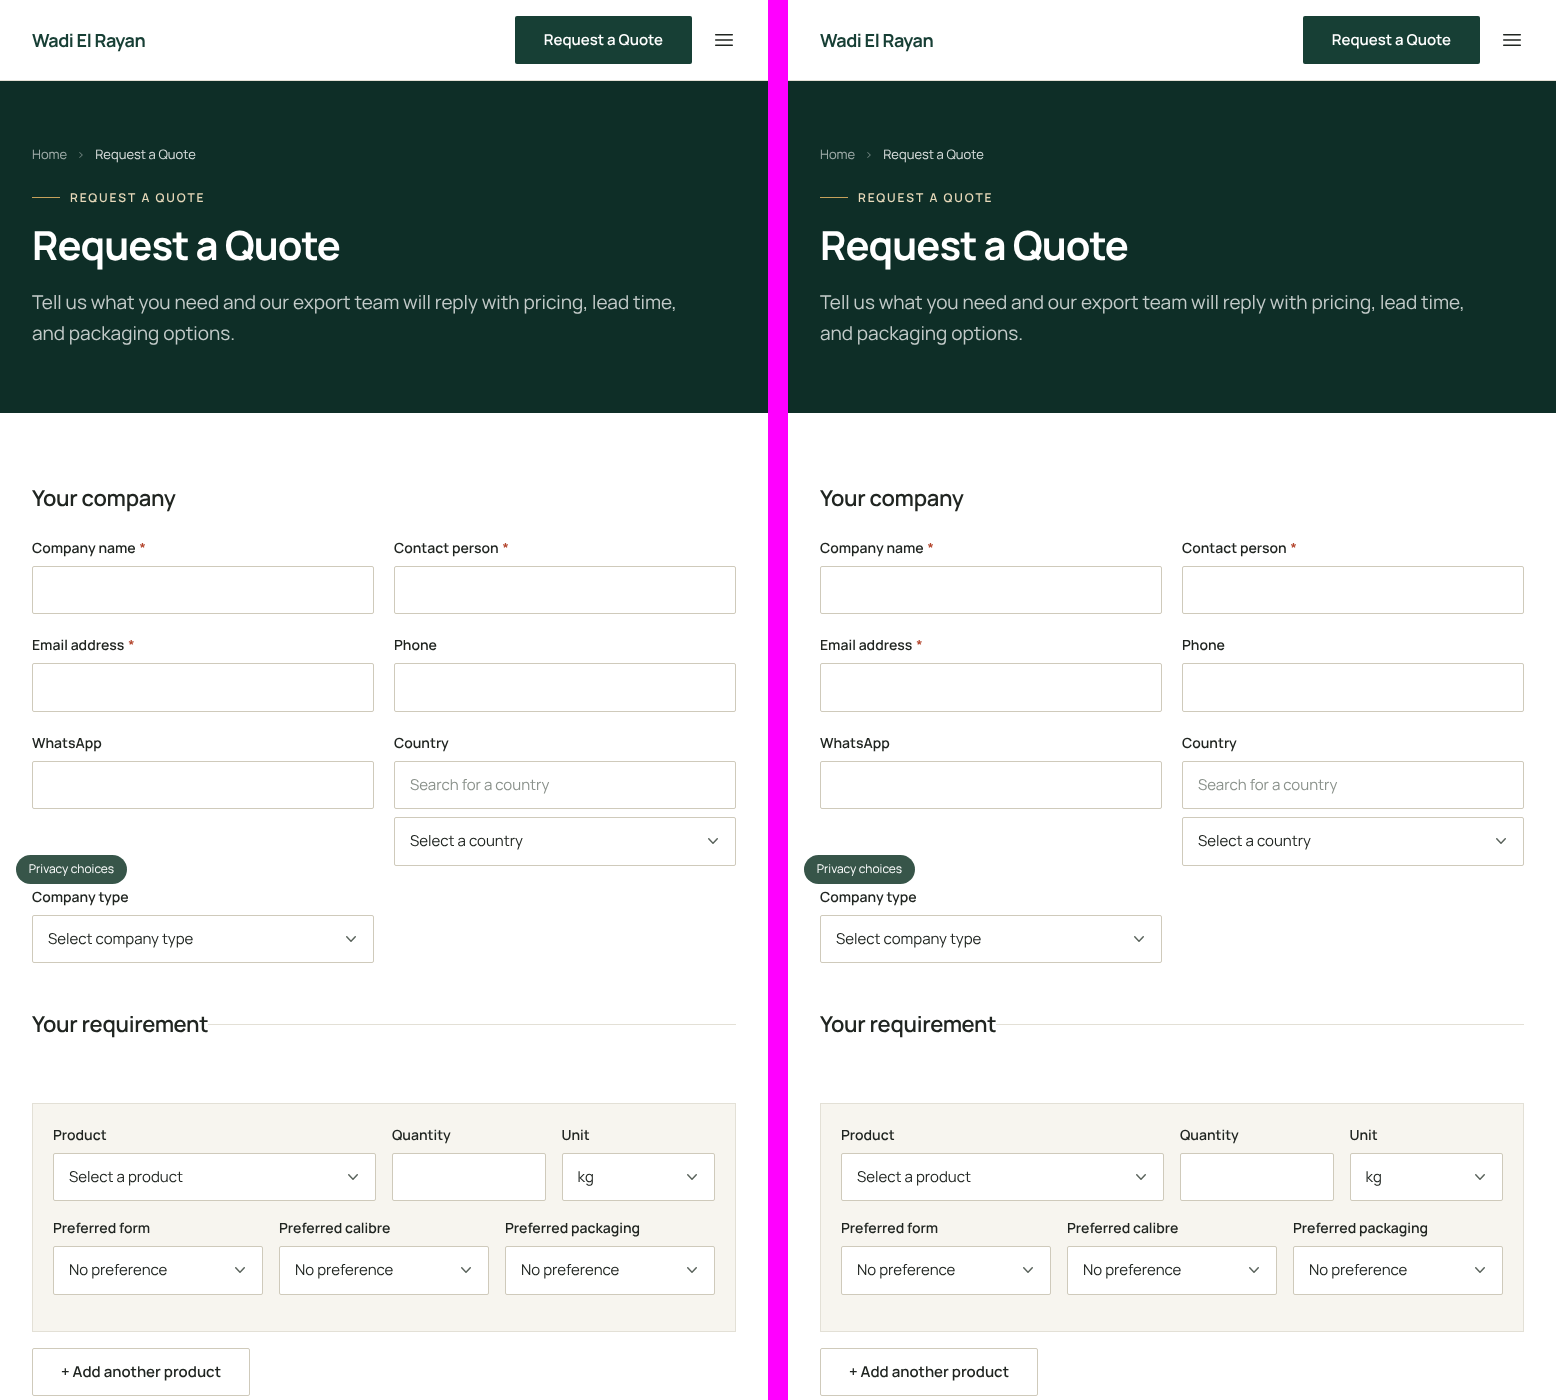 Wadi El Rayan
Request a Quote
Home > Request a Quote
REQUEST A QUOTE
Request a Quote
Tell us what you need and our export team will reply with pricing, lead time,
and packaging options.
Your company
Company name *
Contact person *
Email address *
Phone
WhatsApp
Country
Search for a country
Select a country
Privacy choices
Company type
Select company type
Your requirement
Product
Quantity
Unit
Select a product
kg
Preferred form
Preferred calibre
Preferred packaging
No preference
No preference
No preference
+ Add another product
Wadi El Rayan
Request a Quote
Home > Request a Quote
REQUEST A QUOTE
Request a Quote
Tell us what you need and our export team will reply with pricing, lead time,
and packaging options.
Your company
Company name *
Contact person *
Email address *
Phone
WhatsApp
Country
Search for a country
Select a country
Privacy choices
Company type
Select company type
Your requirement
Product
Quantity
Unit
Select a product
kg
Preferred form
Preferred calibre
Preferred packaging
No preference
No preference
No preference
+ Add another product